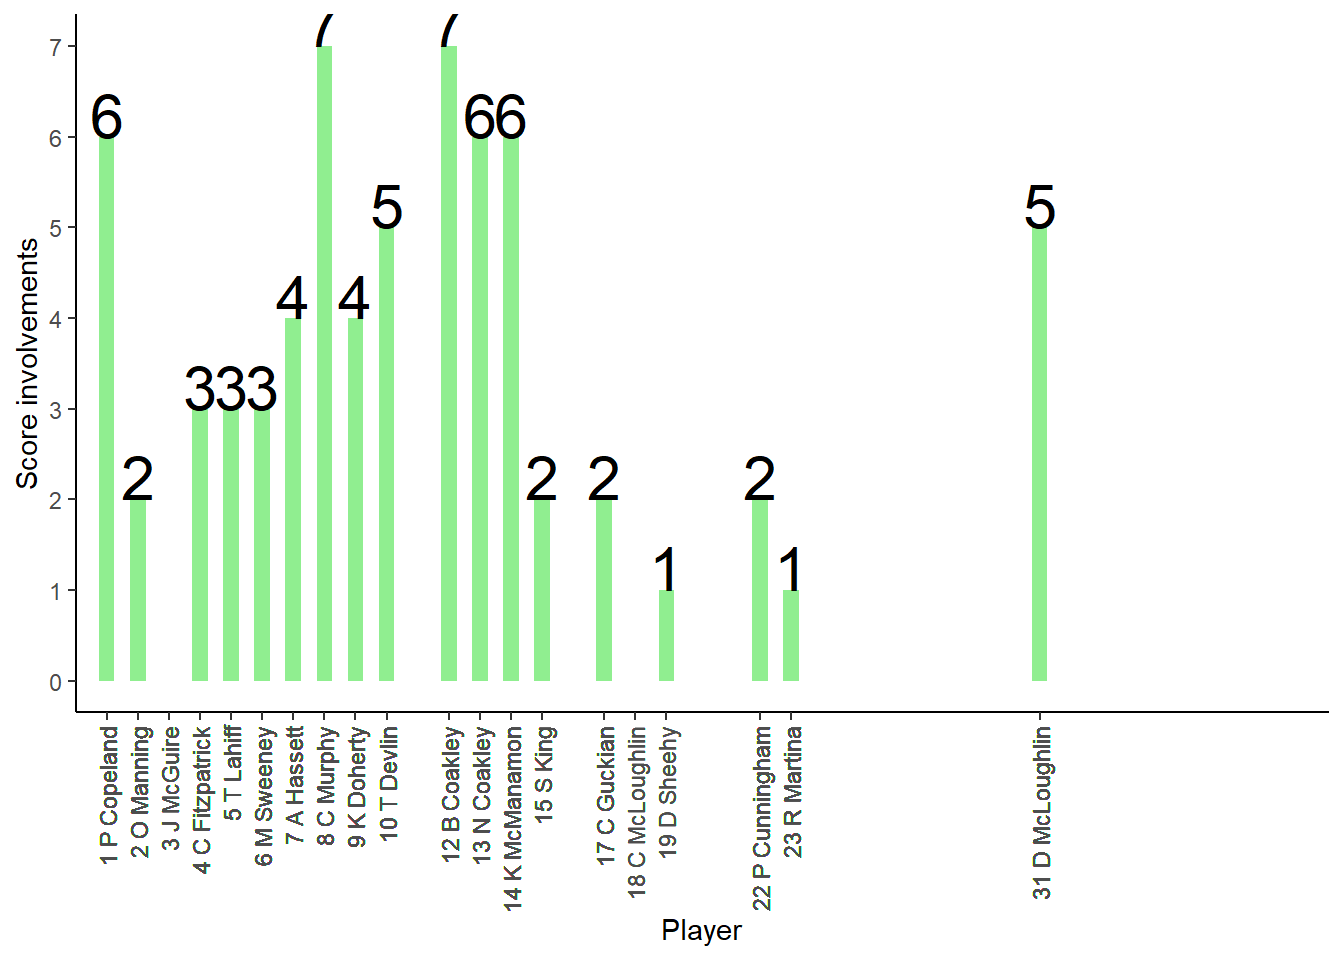 7
6
5
4
3
2
1
0
Score involvements
6
2
3
3
3
4
7
4
5
7
6
6
2
2
1
2
1
5
1 P Copeland
2 O Manning
3 J McGuire
4 C Fitzpatrick
5 T Lahiff
6 M Sweeney
7 A Hassett
8 C Murphy
9 K Doherty
10 T Devlin
12 B Coakley
13 N Coakley
14 K McManamon
15 S King
17 C Guckian
18 C McLoughlin
19 D Sheehy
22 P Cunningham
23 R Martina
31 D McLoughlin
Player